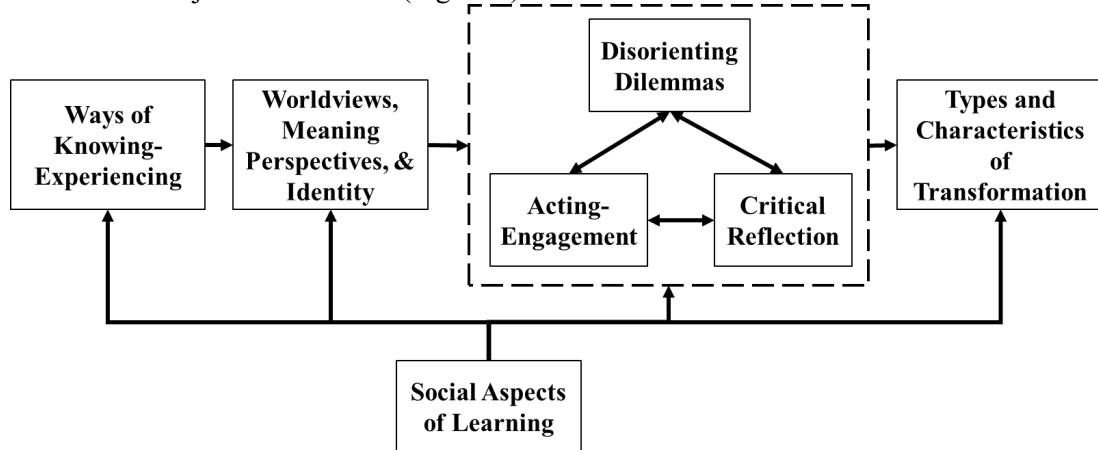 Disorienting
Dilemmas
Ways of
Knowing-
Experiencing
Worldviews,
Meaning
Perspectives, &
Identity
Acting-
Engagement
Critical
Reflection
Types and
Characteristics
of
Transformation
Social Aspects
of Learning